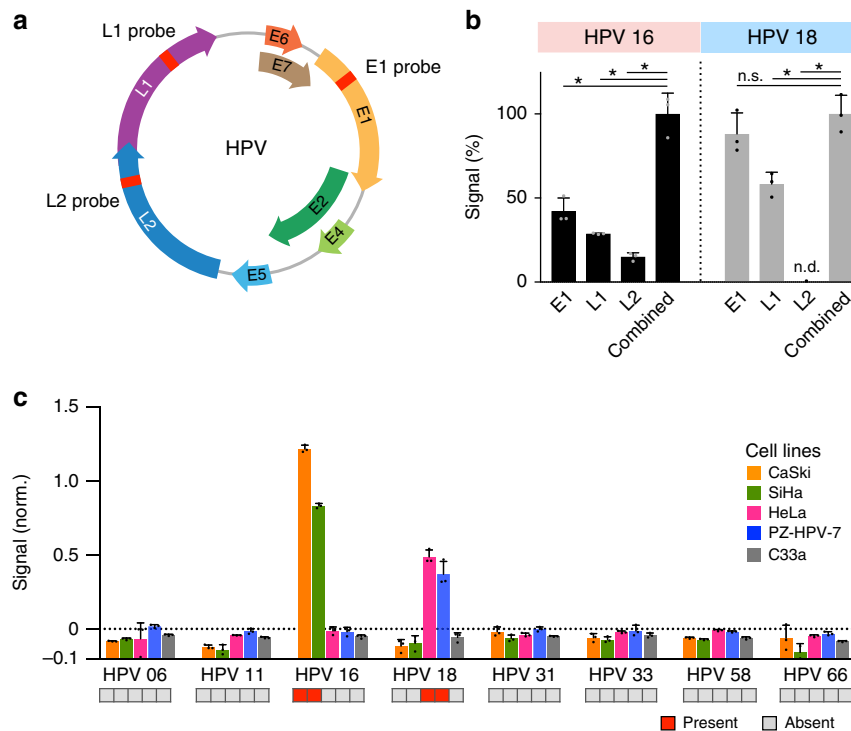 a
L1 probe
E6
E7
E1 probe
E1
L1
HPV
L2 probe
L2
E2
E4
E5
b
HPV 16
HPV 18
* * *
n.s. * *
Signal (%)
100
50
0
n.d.
E1
L1
L2
Combined
E1
L1
L2
Combined
c
Signal (norm.)
1.5
1.0
0.5
0
–0.1
Cell lines
CaSki
SiHa
HeLa
PZ-HPV-7
C33a
HPV 06
HPV 11
HPV 16
HPV 18
HPV 31
HPV 33
HPV 58
HPV 66
Present
Absent